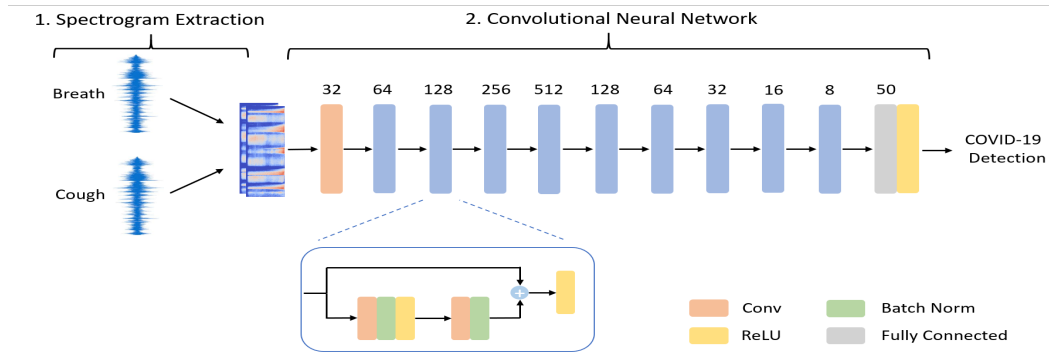 1. Spectrogram Extraction
2. Convolutional Neural Network
Breath
Cough
32
64
128
256
512
128
64
32
16
8
50
COVID-19
Detection
Conv
Batch Norm
ReLU
Fully Connected